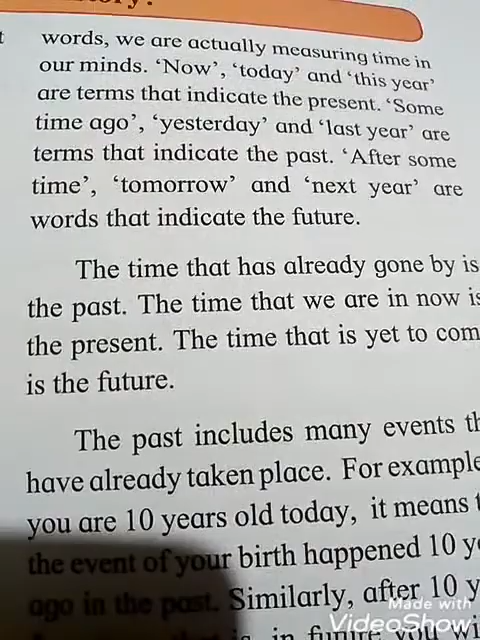 words, we are actually measuring time in
our minds. ‘Now’, ‘today’ and ‘this year’
are terms that indicate the present. ‘Some
time ago’, ‘yesterday’ and ‘last year’ are
terms that indicate the past. ‘After some
time’, ‘tomorrow’ and ‘next year’ are
words that indicate the future.
The time that has already gone by is
the past. The time that we are in now is
the present. The time that is yet to com
is the future.
The past includes many events th
have already taken place. For example
you are 10 years old today, it means t
the event of your birth happened 10 y
ago in the past. Similarly, after 10 y
is, in future
Made with
VideoShow